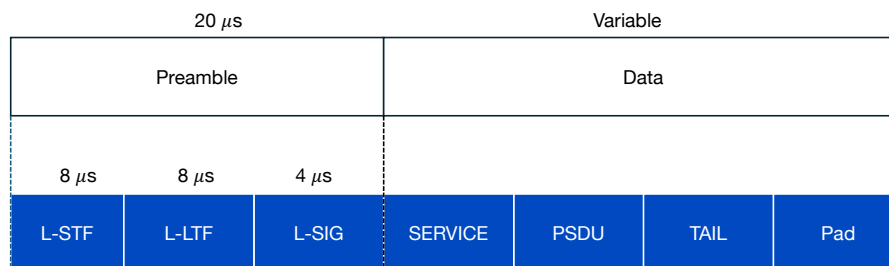 20 μs Variable
Preamble Data
8 μs 8 μs 4 μs
L-STF L-LTF L-SIG SERVICE PSDU TAIL Pad